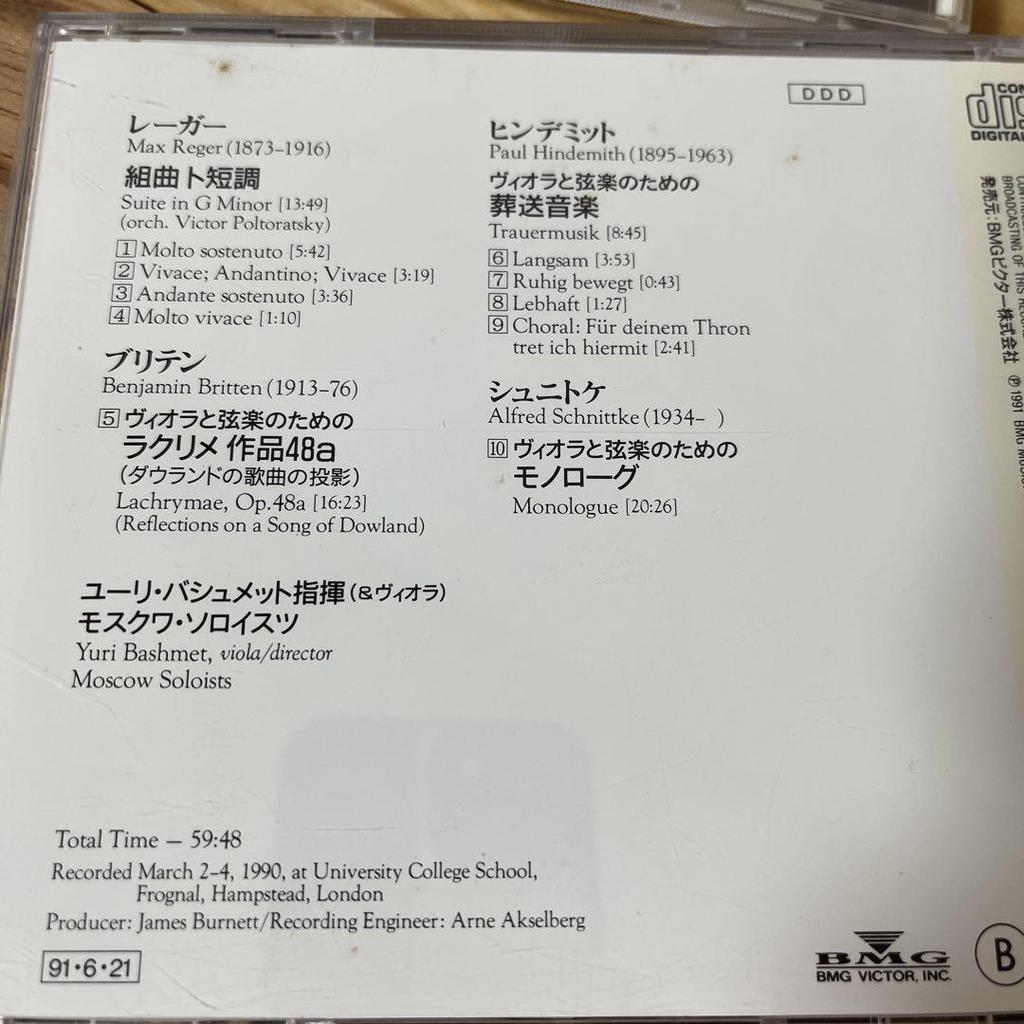 DDD
レーガー
Max Reger (1873–1916)
組曲ト短調
Suite in G Minor [13:49]
(orch. Victor Poltoratsky)
1 Molto sostenuto [5:42]
2 Vivace; Andantino; Vivace [3:19]
3 Andante sostenuto [3:36]
4 Molto vivace [1:10]
ブリテン
Benjamin Britten (1913–76)
5 ヴィオラと弦楽のための
ラクリメ 作品48a
(ダウランドの歌曲の投影)
Lachrymae, Op.48a [16:23]
(Reflections on a Song of Dowland)
ヒンデミット
Paul Hindemith (1895–1963)
ヴィオラと弦楽のための
葬送音楽
Trauermusik [8:45]
6 Langsam [3:53]
7 Ruhig bewegt [0:43]
8 Lebhaft [1:27]
9 Choral: Für deinem Thron
tret ich hiermit [2:41]
シュニトケ
Alfred Schnittke (1934– )
10 ヴィオラと弦楽のための
モノローグ
Monologue [20:26]
ユーリ・バシュメット指揮(&ヴィオラ)
モスクワ・ソロイスツ
Yuri Bashmet, viola/director
Moscow Soloists
Total Time — 59:48
Recorded March 2–4, 1990, at University College School,
Frognal, Hampstead, London
Producer: James Burnett/Recording Engineer: Arne Akselberg
91・6・21
BMG
BMG VICTOR, INC.
B
DIGITAL
BROADCASTING OF THIS
発売元:BMGビクター株式会社 ℗1991 BMG